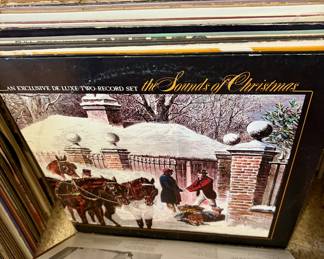 AN EXCLUSIVE DE LUXE TWO-RECORD SET the Sounds of Christmas